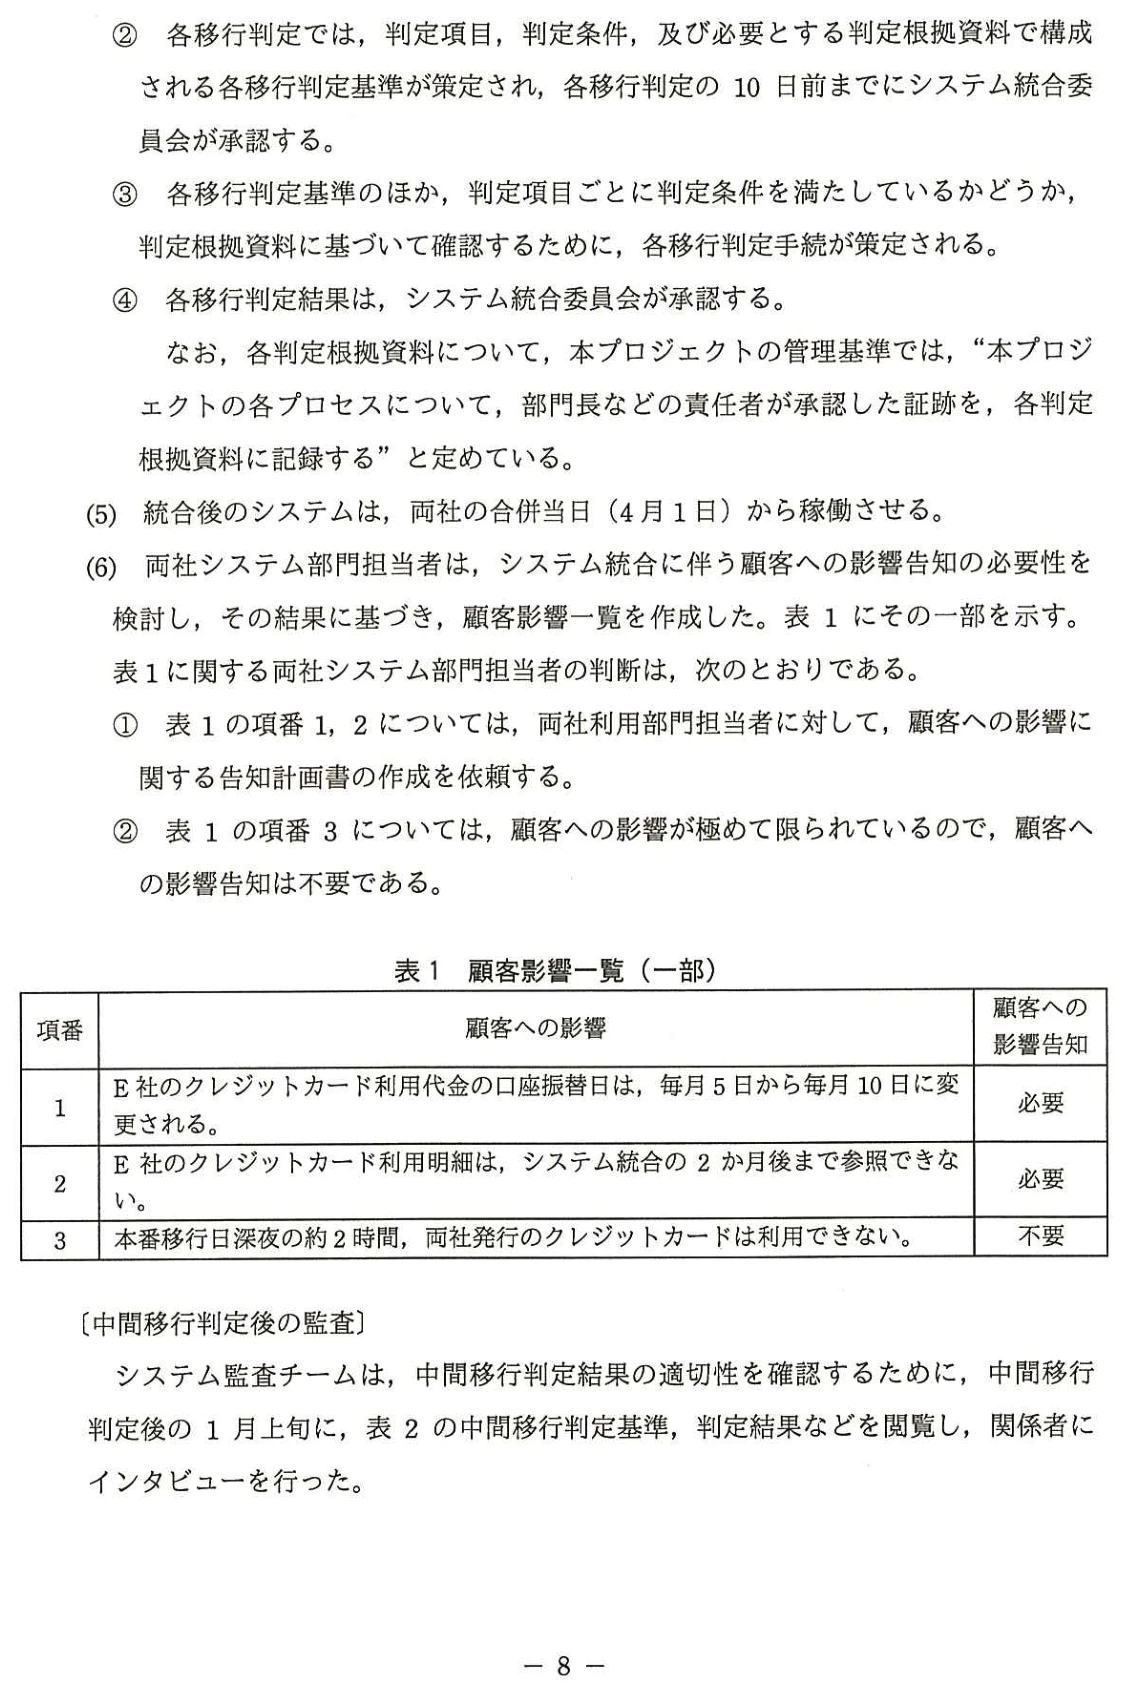 ② 各移行判定では，判定項目，判定条件，及び必要とする判定根拠資料で構成
される各移行判定基準が策定され，各移行判定の 10 日前までにシステム統合委
員会が承認する。
③ 各移行判定基準のほか，判定項目ごとに判定条件を満たしているかどうか，
判定根拠資料に基づいて確認するために，各移行判定手続が策定される。
④ 各移行判定結果は，システム統合委員会が承認する。
なお，各判定根拠資料について，本プロジェクトの管理基準では，“本プロジ
ェクトの各プロセスについて，部門長などの責任者が承認した証跡を，各判定
根拠資料に記録する”と定めている。
(5) 統合後のシステムは，両社の合併当日（4月1日）から稼働させる。
(6) 両社システム部門担当者は，システム統合に伴う顧客への影響告知の必要性を
検討し，その結果に基づき，顧客影響一覧を作成した。表 1 にその一部を示す。
表1に関する両社システム部門担当者の判断は，次のとおりである。
① 表 1 の項番 1，2 については，両社利用部門担当者に対して，顧客への影響に
関する告知計画書の作成を依頼する。
② 表 1 の項番 3 については，顧客への影響が極めて限られているので，顧客へ
の影響告知は不要である。
表1 顧客影響一覧（一部）
項番 顧客への影響 顧客への
影響告知
1 E社のクレジットカード利用代金の口座振替日は，毎月5日から毎月10日に変
更される。 必要
2 E 社のクレジットカード利用明細は，システム統合の 2 か月後まで参照できな
い。 必要
3 本番移行日深夜の約2時間，両社発行のクレジットカードは利用できない。 不要
〔中間移行判定後の監査〕
システム監査チームは，中間移行判定結果の適切性を確認するために，中間移行
判定後の 1 月上旬に，表 2 の中間移行判定基準，判定結果などを閲覧し，関係者に
インタビューを行った。
－ 8 －